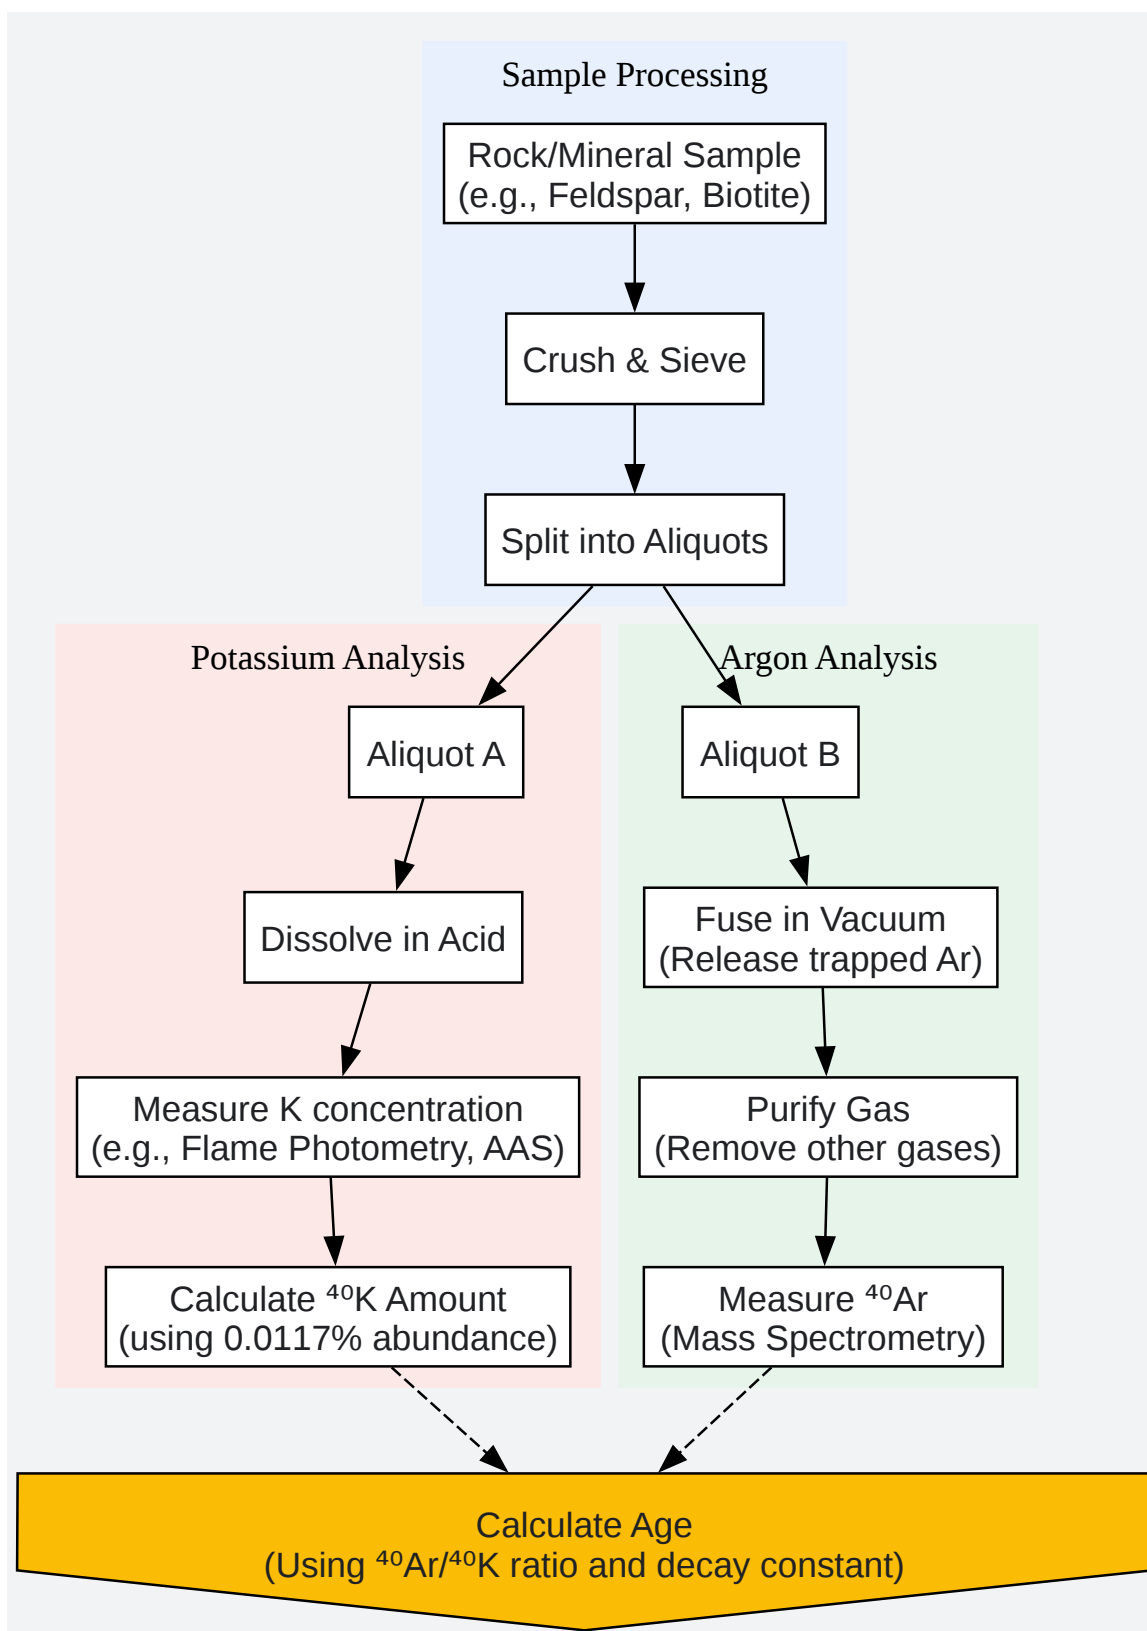 Sample Processing
Rock/Mineral Sample
(e.g., Feldspar, Biotite)
Crush & Sieve
Split into Aliquots
Potassium Analysis
Aliquot A
Dissolve in Acid
Measure K concentration
(e.g., Flame Photometry, AAS)
Calculate ⁴⁰K Amount
(using 0.0117% abundance)
Argon Analysis
Aliquot B
Fuse in Vacuum
(Release trapped Ar)
Purify Gas
(Remove other gases)
Measure ⁴⁰Ar
(Mass Spectrometry)
Calculate Age
(Using ⁴⁰Ar/⁴⁰K ratio and decay constant)